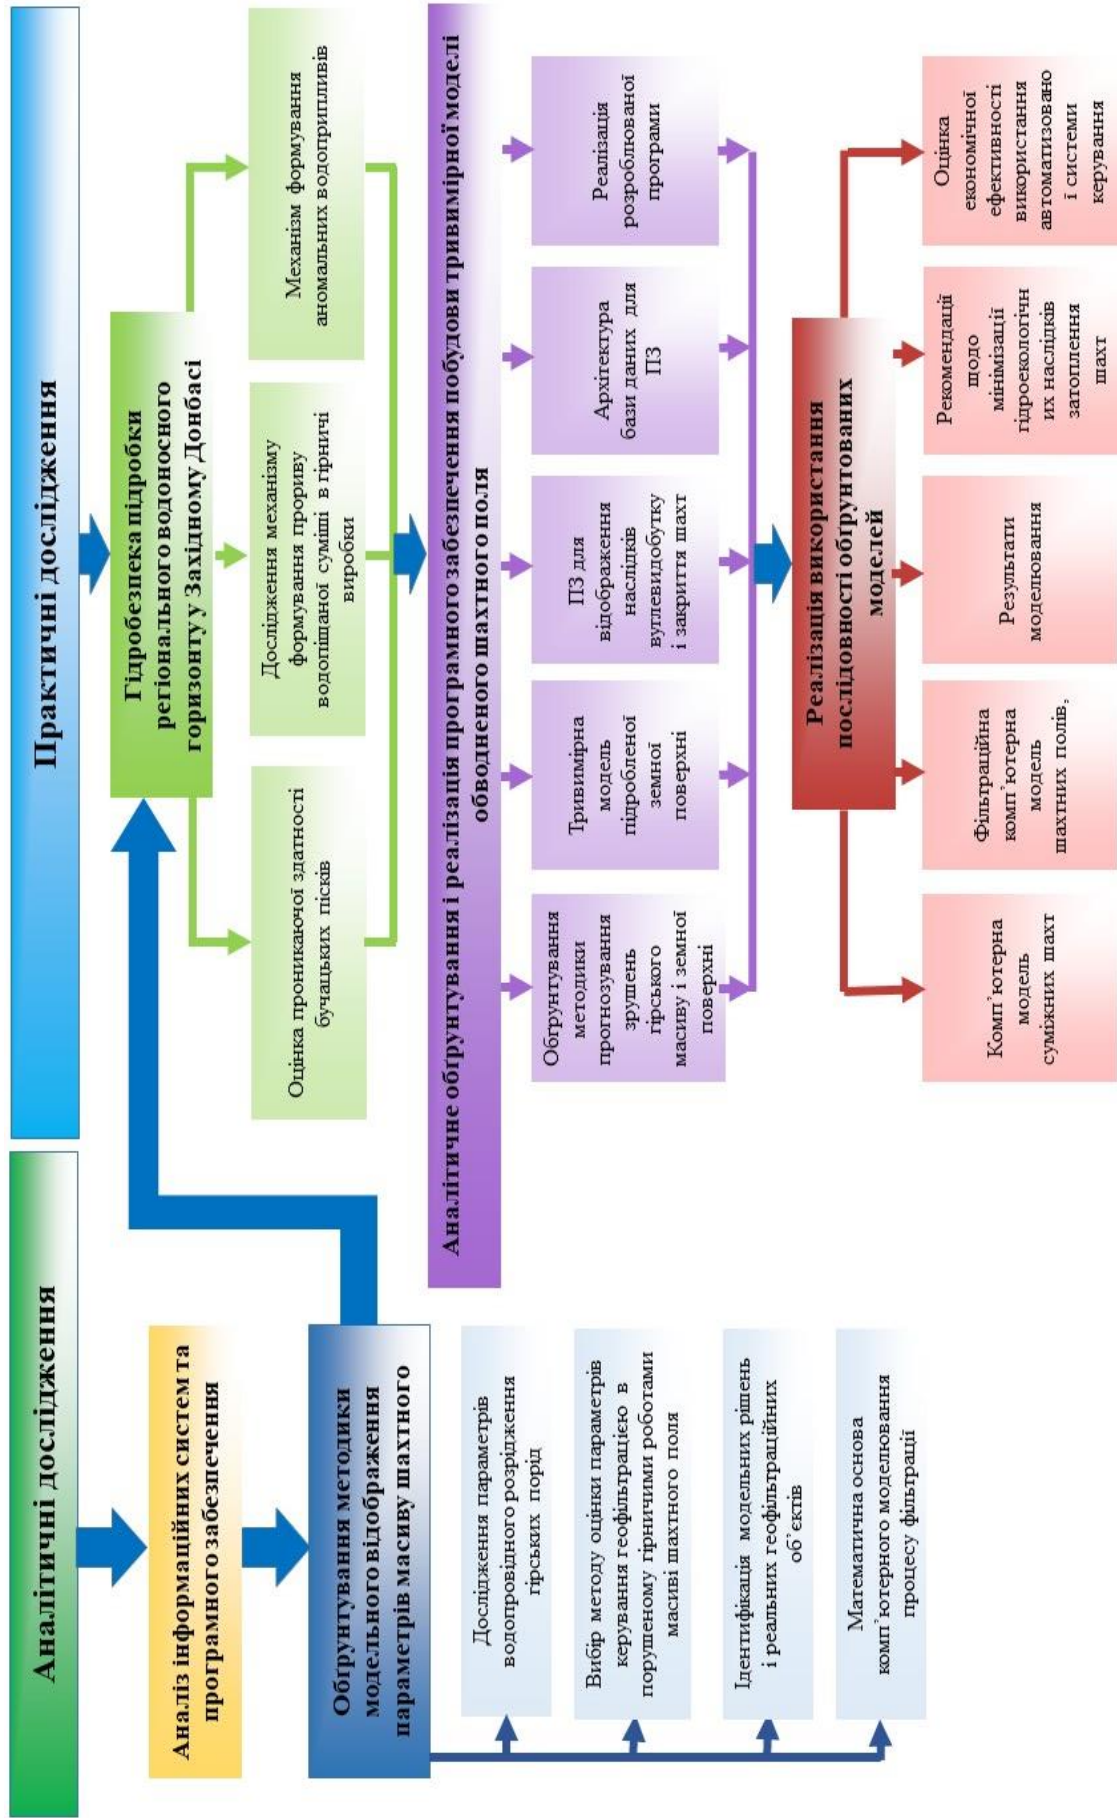 Аналітичні дослідження
Аналіз інформаційних систем та
програмного забезпечення
Обґрунтування методики
модельного відображення
параметрів масиву шахтного
Дослідження параметрів
водопровідного розрідження
гірських порід
Вибір методу оцінки параметрів
керування геофільтрацією в
порушеному гірничими роботами
масиві шахтного поля
Ідентифікація модельних рішень
і реальних геофільтраційних
об'єктів
Математична основа
комп'ютерного моделювання
процесу фільтрації
Практичні дослідження
Гідробезпека підробки
регіонального водоносного
горизонту у Західному Донбасі
Оцінка проникаючої здатності
бучацьких пісків
Дослідження механізму
формування прориву
водопіщаної суміші в гірничі
виробки
Механізм формування
аномальних водоприпливів
Аналітичне обґрунтування і реалізація програмного забезпечення побудови тривимірної моделі
обводненого шахтного поля
Обґрунтування
методики
прогнозування
зрушень
гірського
масиву і земної
поверхні
Тривимірна
модель
підробленої
земної
поверхні
ПЗ для
відображення
наслідків
вуглевидобутку
і закриття шахт
Архітектура
бази даних для
ПЗ
Реалізація
розроблюваної
програми
Реалізація використання
послідовності обґрунтованих
моделей
Комп'ютерна
модель
суміжних шахт
Фільтраційна
комп'ютерна
модель
шахтних полів,
Результати
моделювання
Рекомендації
щодо
мінімізації
гідроекологічн
их наслідків
затоплення
шахт
Оцінка
економічної
ефективності
використання
автоматизовано
ї системи
керування